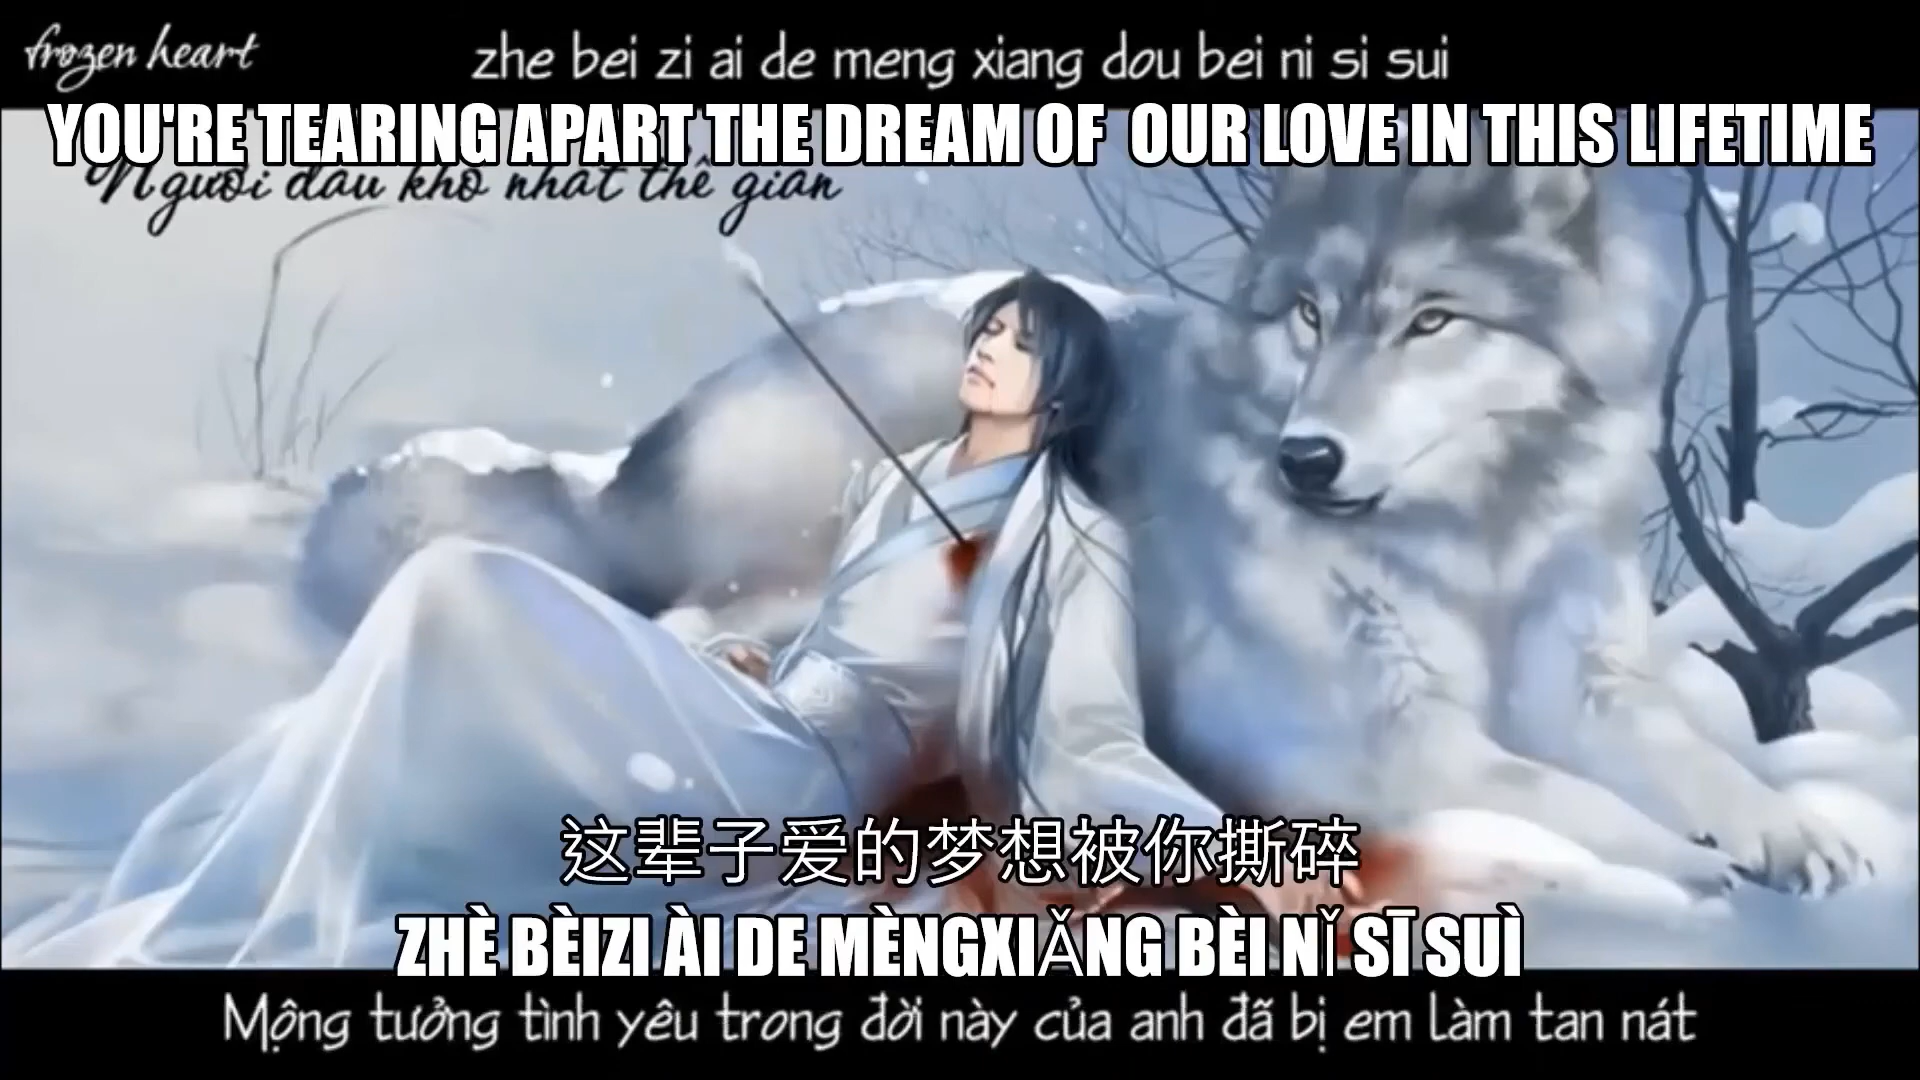 frozen heart
zhe bei zi ai de meng xiang dou bei ni si sui
YOU'RE TEARING APART THE DREAM OF  OUR LOVE IN THIS LIFETIME
Người đau khổ nhất thế gian
这辈子爱的梦想被你撕碎
ZHÈ BÈIZI ÀI DE MÈNGXIǍNG BÈI NǏ SĪ SUÌ
Mộng tưởng tình yêu trong đời này của anh đã bị em làm tan nát